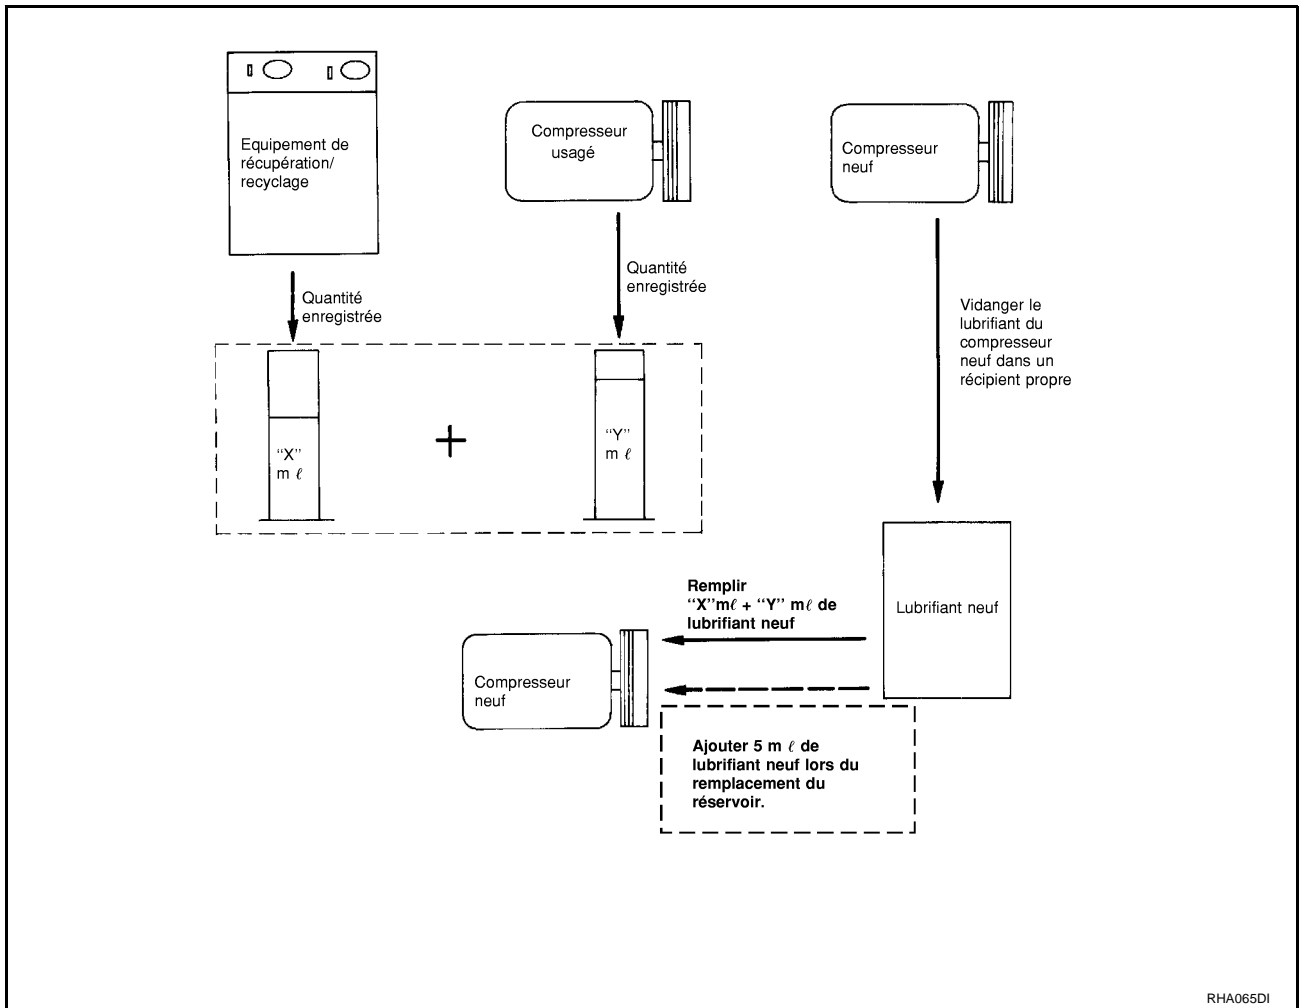 Equipement de
récupération/
recyclage
Compresseur
usagé
Compresseur
neuf
Quantité
enregistrée
Quantité
enregistrée
Vidanger le
lubrifiant du
compresseur
neuf dans un
récipient propre
“X”
m ℓ
+
“Y”
m ℓ
Remplir
“X”mℓ + “Y” mℓ de
lubrifiant neuf
Lubrifiant neuf
Compresseur
neuf
Ajouter 5 m ℓ de
lubrifiant neuf lors du
remplacement du
réservoir.
RHA065DI